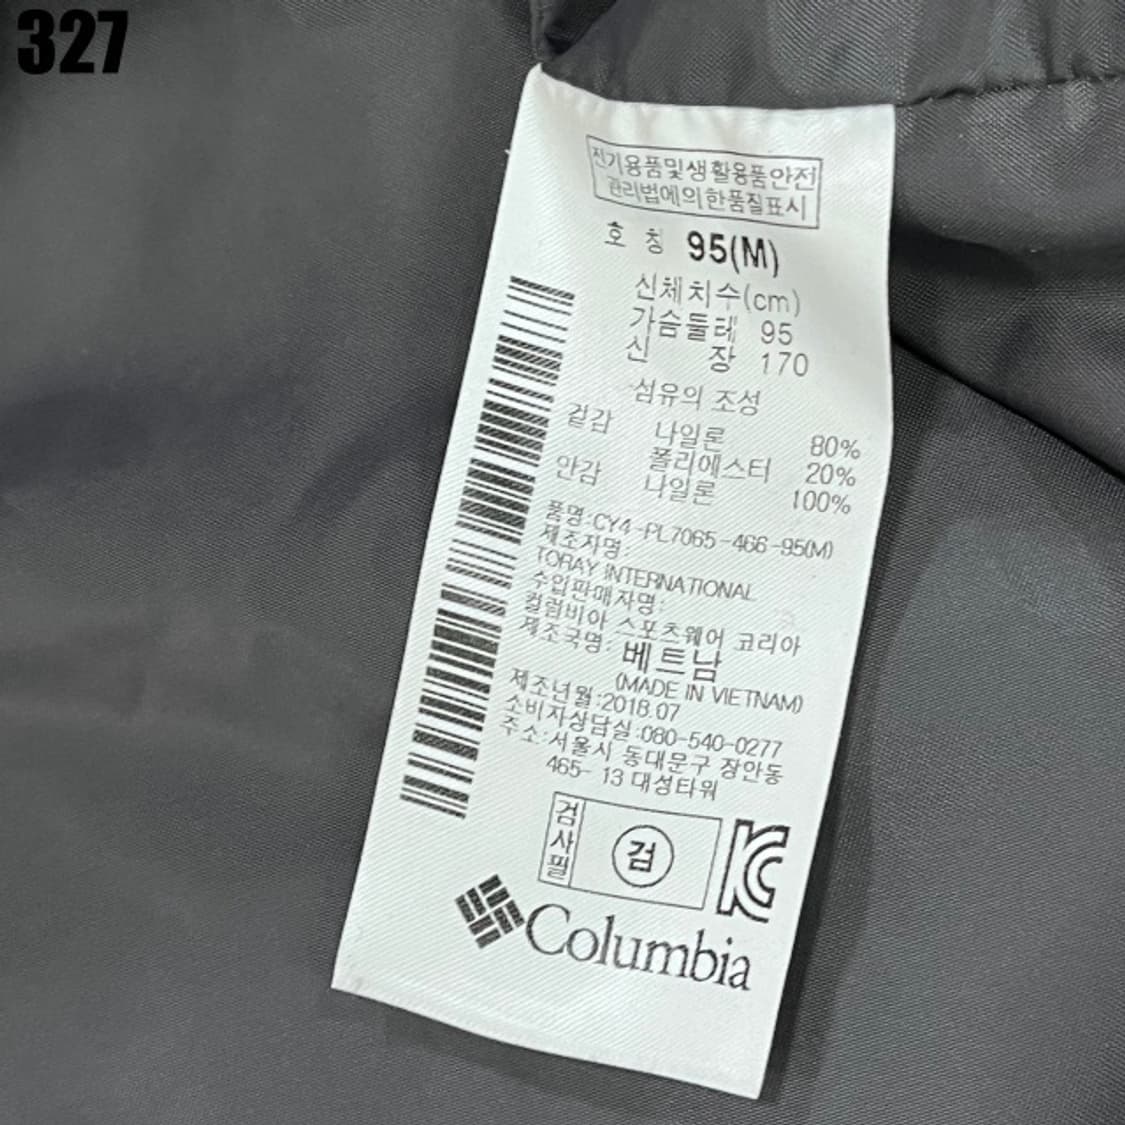 327
전기용품및생활용품안전
관리법에의한품질표시
호 칭 95(M)
신체치수(cm)
가슴둘레 95
신 장 170
섬유의 조성
겉감 나일론 80%
폴리에스터 20%
안감 나일론 100%
품명:CY4-PL7065-466-95(M)
제조자명:
TORAY INTERNATIONAL
수입판매자명:
컬럼비아 스포츠웨어 코리아
제조국명: 베트남
(MADE IN VIETNAM)
제조년월:2018.07
소비자상담실:080-540-0277
주소:서울시 동대문구 장안동
465- 13 대성타워
검사필 검 KC
Columbia